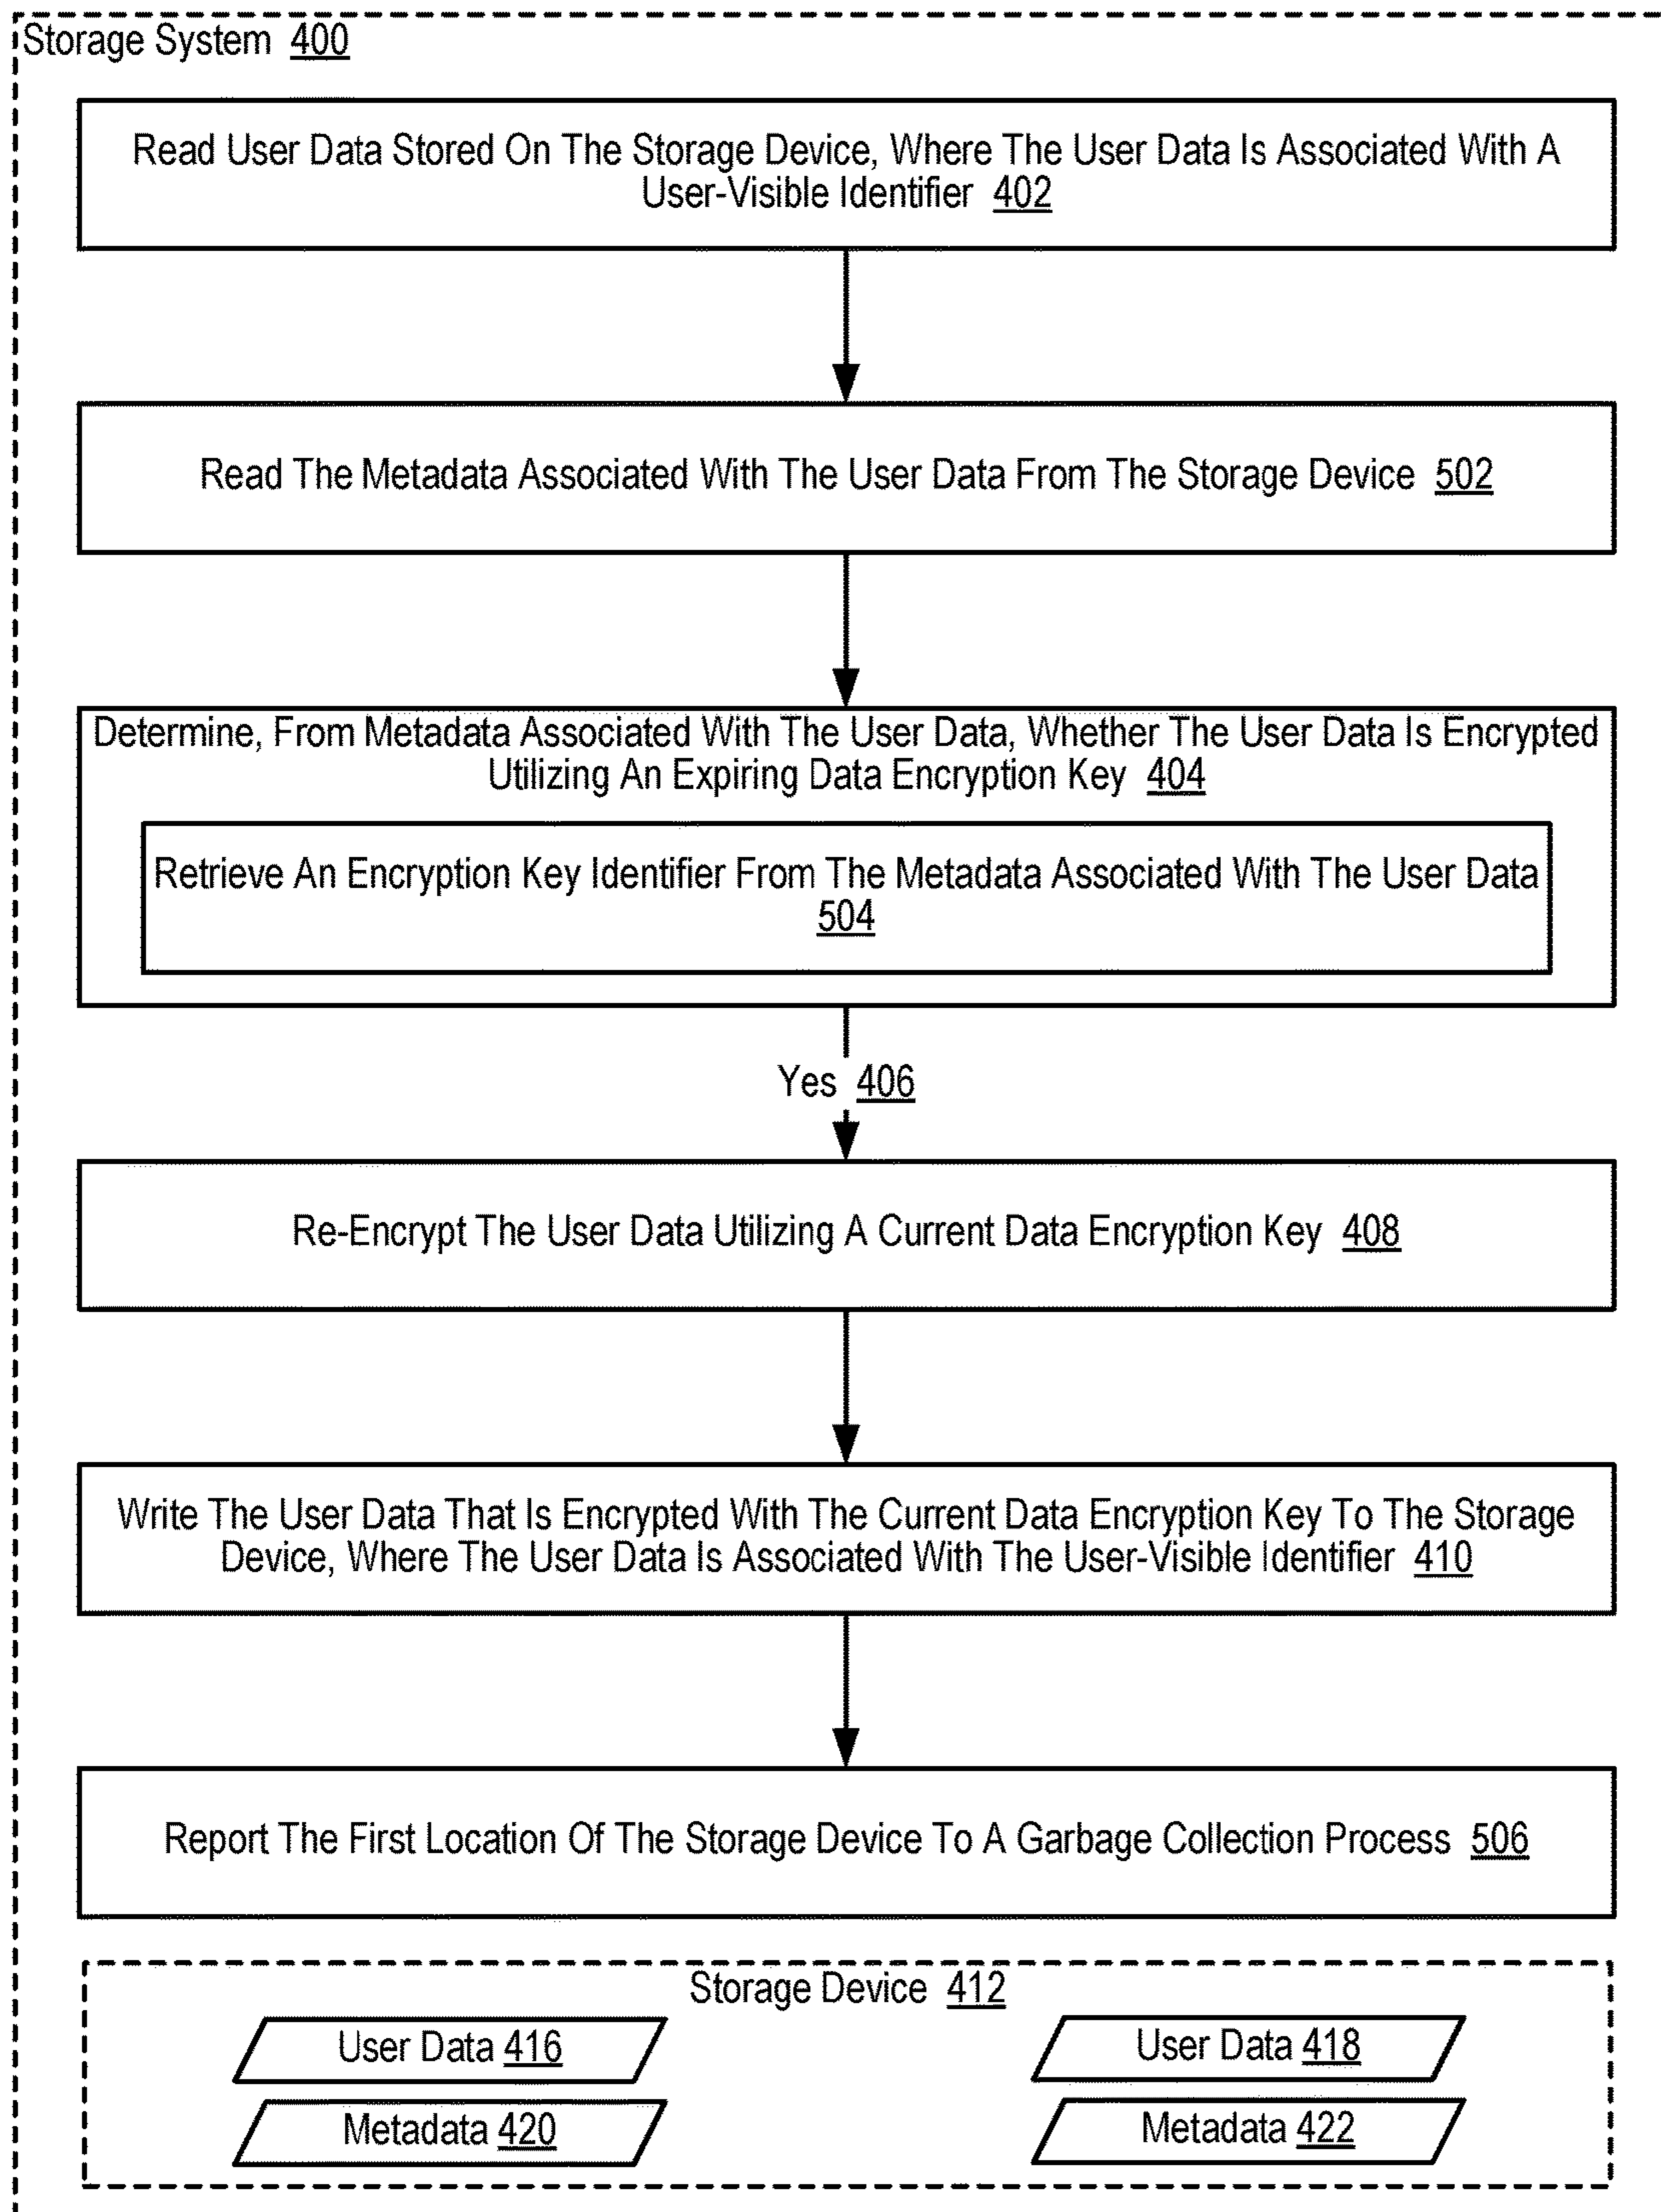 Storage System 400
Read User Data Stored On The Storage Device, Where The User Data Is Associated With A
User-Visible Identifier 402
Read The Metadata Associated With The User Data From The Storage Device 502
Determine, From Metadata Associated With The User Data, Whether The User Data Is Encrypted
Utilizing An Expiring Data Encryption Key 404
Retrieve An Encryption Key Identifier From The Metadata Associated With The User Data
504
Yes 406
Re-Encrypt The User Data Utilizing A Current Data Encryption Key 408
Write The User Data That Is Encrypted With The Current Data Encryption Key To The Storage
Device, Where The User Data Is Associated With The User-Visible Identifier 410
Report The First Location Of The Storage Device To A Garbage Collection Process 506
Storage Device 412
User Data 416
User Data 418
Metadata 420
Metadata 422